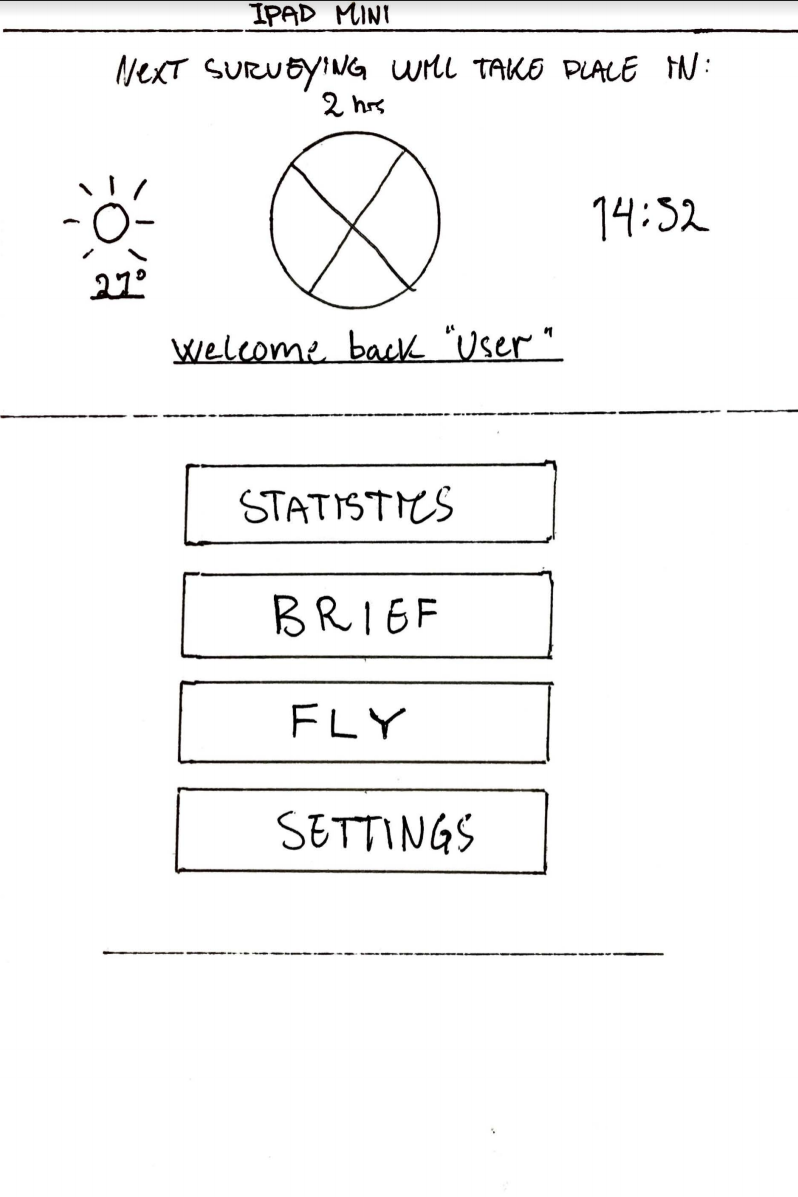 IPAD MINI
NEXT SURVEYING WILL TAKE PLACE IN:
2 hrs
27°
14:32
Welcome back "User"
STATISTICS
BRIEF
FLY
SETTINGS